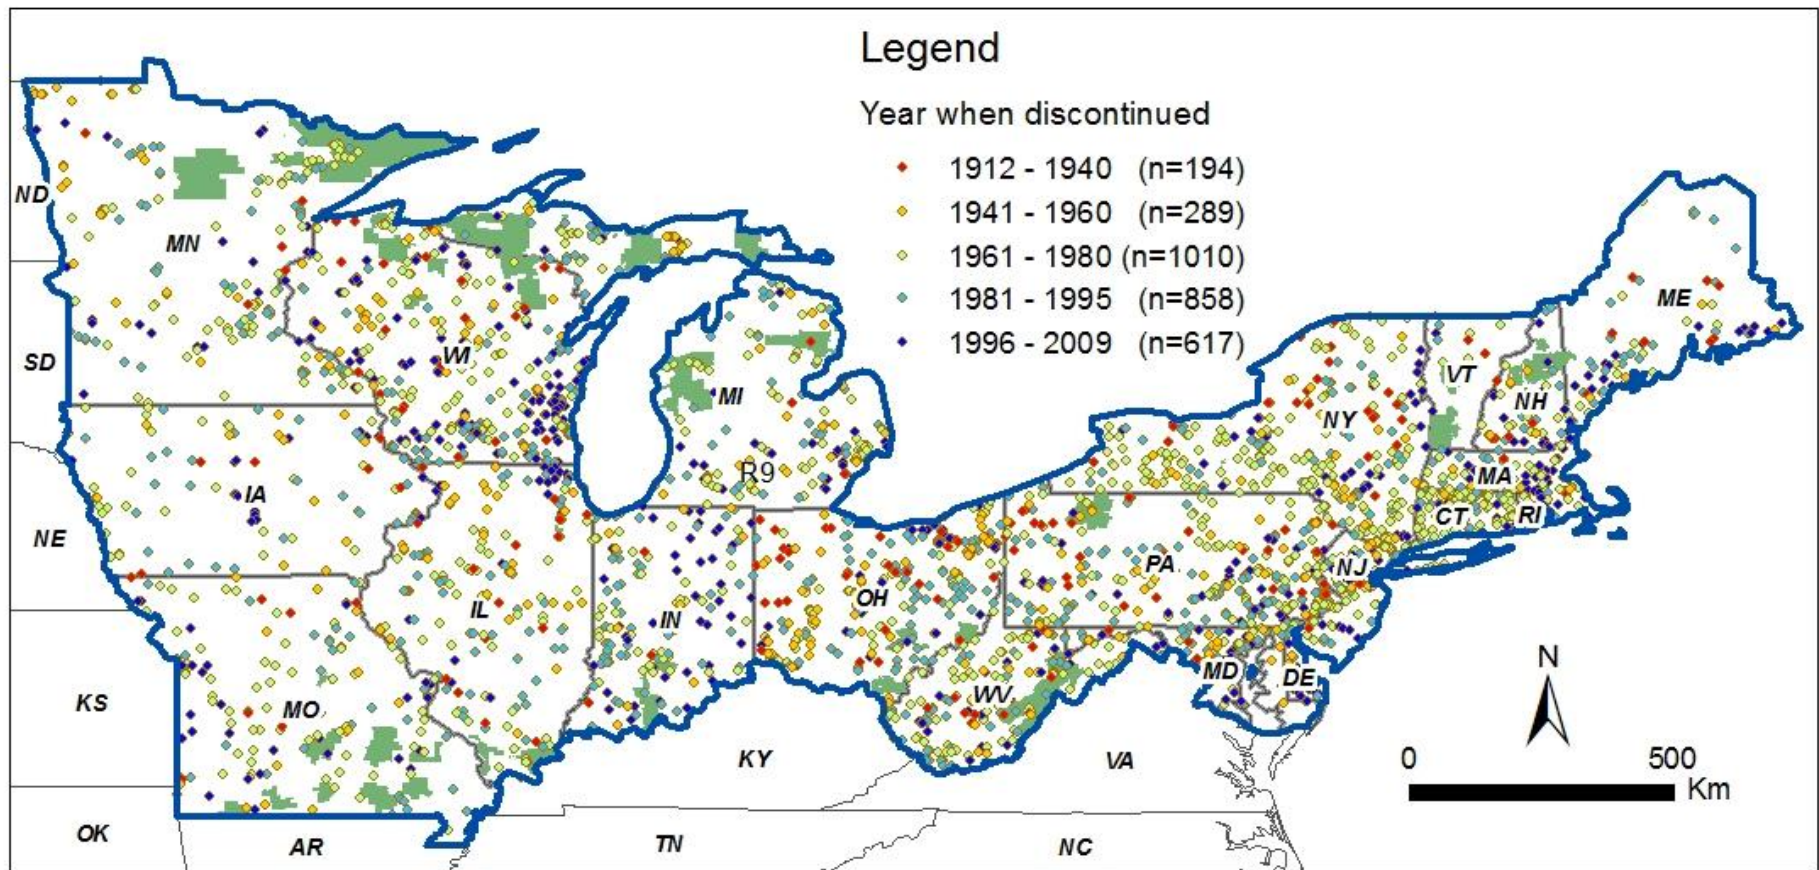 Legend
Year when discontinued
1912 - 1940 (n=194)
1941 - 1960 (n=289)
1961 - 1980 (n=1010)
1981 - 1995 (n=858)
1996 - 2009 (n=617)
ND
MN
ME
SD
WI
MI
VT
NH
NY
R9
MA
IA
NE
CT
RI
PA
NJ
IL
IN
OH
N
MD
DE
KS
MO
WV
KY
VA
0 500
Km
OK
AR
TN
NC